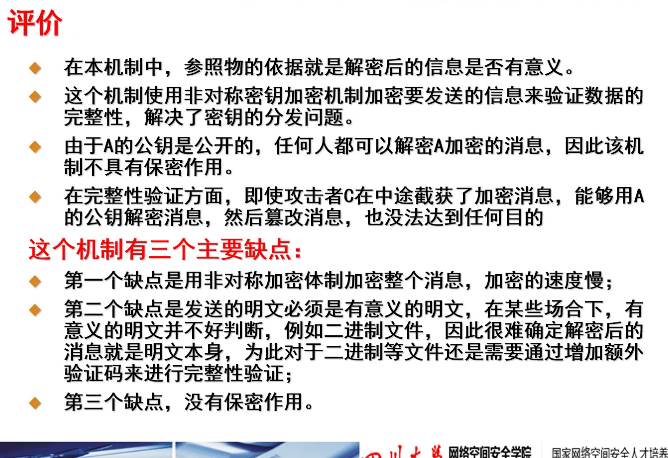 评价
在本机制中，参照物的依据就是解密后的信息是否有意义。
这个机制使用非对称密钥加密机制加密要发送的信息来验证数据的
完整性，解决了密钥的分发问题。
由于A的公钥是公开的，任何人都可以解密A加密的消息，因此该机
制不具有保密作用。
在完整性验证方面，即使攻击者C在中途截获了加密消息，能够用A
的公钥解密消息，然后篡改消息，也没法达到任何目的
这个机制有三个主要缺点：
第一个缺点是用非对称加密体制加密整个消息，加密的速度慢；
第二个缺点是发送的明文必须是有意义的明文，在某些场合下，有
意义的明文并不好判断，例如二进制文件，因此很难确定解密后的
消息就是明文本身，为此对于二进制等文件还是需要通过增加额外
验证码来进行完整性验证；
第三个缺点，没有保密作用。
四川大学 网络空间安全学院 国家网络空间安全人才培养